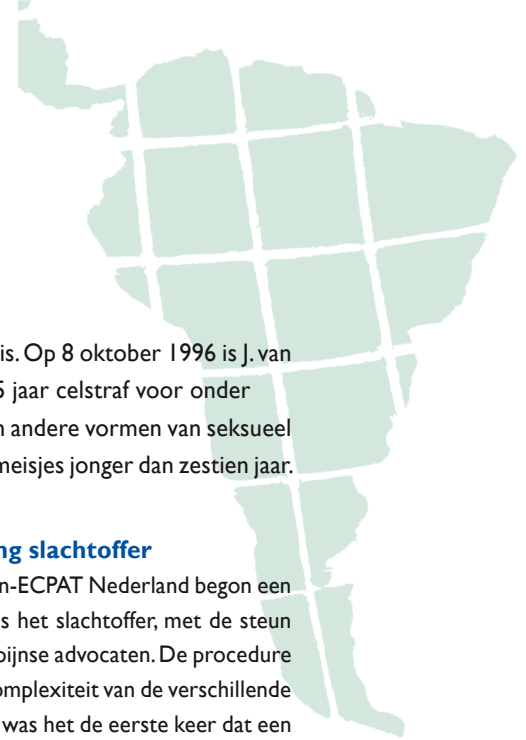 is. Op 8 oktober 1996 is J. van
5 jaar celstraf voor onder
n andere vormen van seksueel
meisjes jonger dan zestien jaar.
ng slachtoffer
n-ECPAT Nederland begon een
s het slachtoffer, met de steun
pijnse advocaten. De procedure
omplexiteit van de verschillende
was het de eerste keer dat een